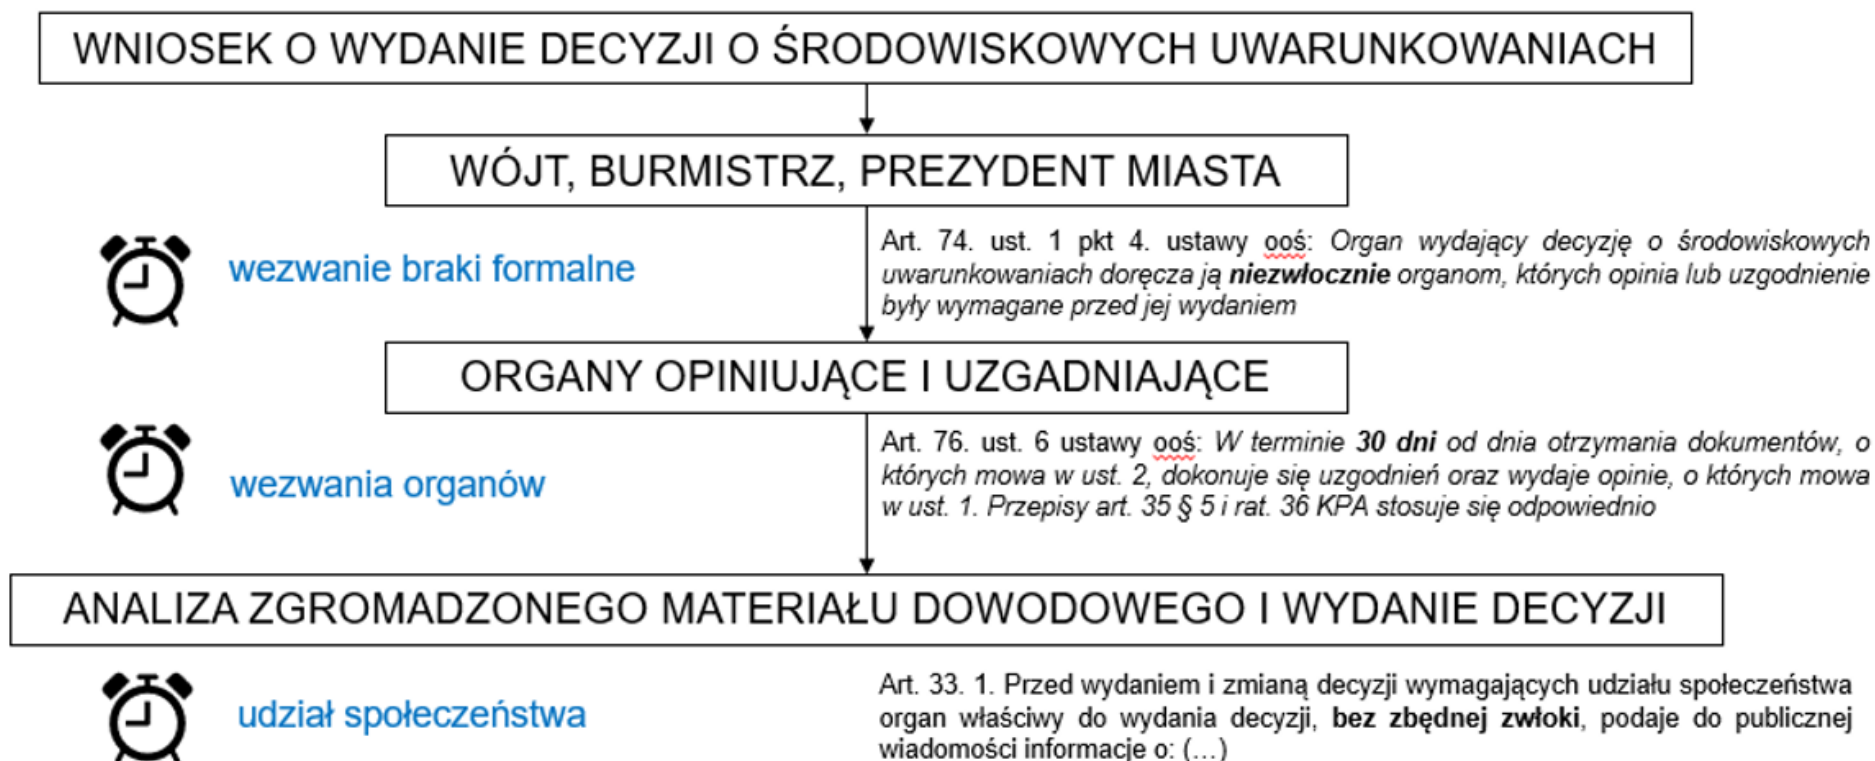 WNIOSEK O WYDANIE DECYZJI O ŚRODOWISKOWYCH UWARUNKOWANIACH
WÓJT, BURMISTRZ, PREZYDENT MIASTA
wezwanie braki formalne
Art. 74. ust. 1 pkt 4. ustawy ooś: Organ wydający decyzję o środowiskowych
uwarunkowaniach doręcza ją niezwłocznie organom, których opinia lub uzgodnienie
były wymagane przed jej wydaniem
ORGANY OPINIUJĄCE I UZGADNIAJĄCE
wezwania organów
Art. 76. ust. 6 ustawy ooś: W terminie 30 dni od dnia otrzymania dokumentów, o
których mowa w ust. 2, dokonuje się uzgodnień oraz wydaje opinie, o których mowa
w ust. 1. Przepisy art. 35 § 5 i rat. 36 KPA stosuje się odpowiednio
ANALIZA ZGROMADZONEGO MATERIAŁU DOWODOWEGO I WYDANIE DECYZJI
udział społeczeństwa
Art. 33. 1. Przed wydaniem i zmianą decyzji wymagających udziału społeczeństwa
organ właściwy do wydania decyzji, bez zbędnej zwłoki, podaje do publicznej
wiadomości informacje o: (...)